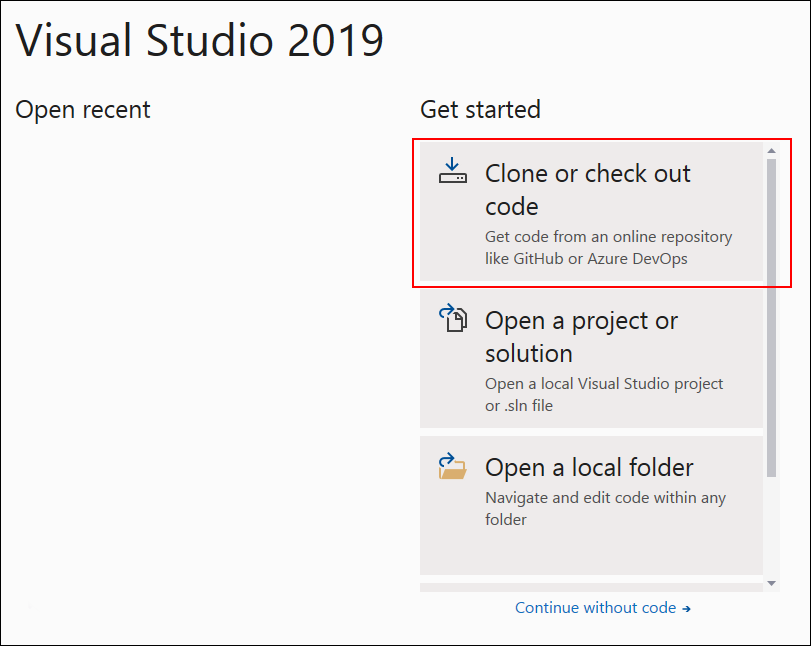 Visual Studio 2019
Open recent
Get started
Clone or check out
code
Get code from an online repository
like GitHub or Azure DevOps
Open a project or
solution
Open a local Visual Studio project
or .sln file
Open a local folder
Navigate and edit code within any
folder
Continue without code →